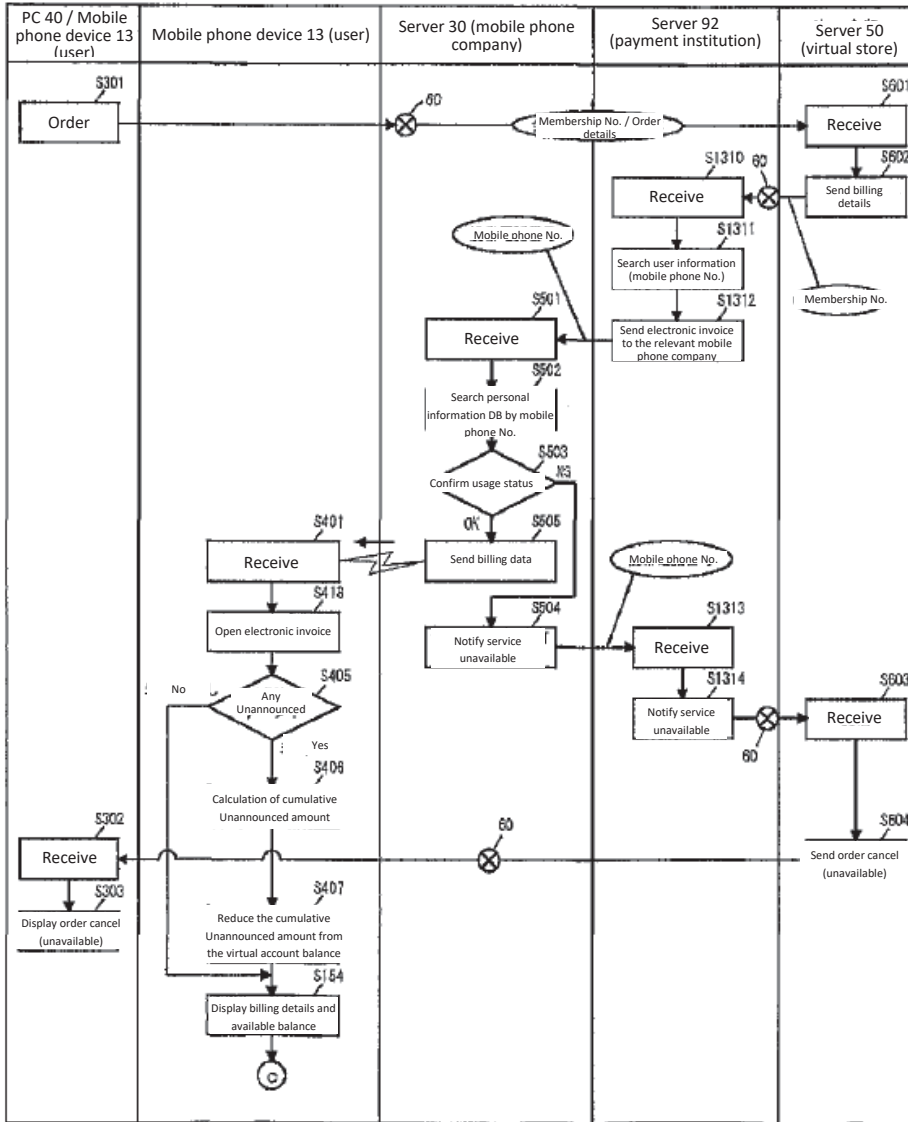 PC 40 / Mobile
phone device 13
(user)
Mobile phone device 13 (user)
Server 30 (mobile phone
company)
Server 92
(payment institution)
Server 50
(virtual store)
S301
Order
60
Membership No. / Order
details
S601
Receive
S602
Send billing
details
60
Membership No.
S1310
Receive
S1311
Search user information
(mobile phone No.)
S1312
Send electronic invoice
to the relevant mobile
phone company
Mobile phone No.
S501
Receive
S502
Search personal
information DB by mobile
phone No.
S503
Confirm usage status
NG
OK
S505
Send billing data
S401
Receive
S413
Open electronic invoice
S504
Notify service
unavailable
Mobile phone No.
S1313
Receive
S1314
Notify service
unavailable
60
S603
Receive
S405
Any
Unannounced
No
Yes
S406
Calculation of cumulative
Unannounced amount
S604
Send order cancel
(unavailable)
60
S302
Receive
S303
Display order cancel
(unavailable)
S407
Reduce the cumulative
Unannounced amount from
the virtual account balance
S154
Display billing details and
available balance
C